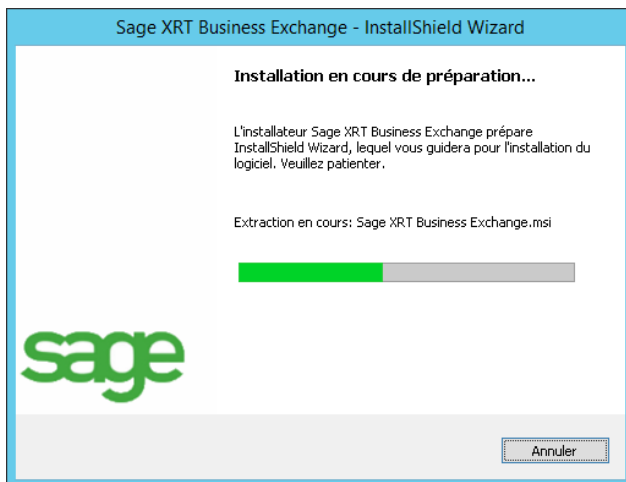 Sage XRT Business Exchange - InstallShield Wizard
Installation en cours de préparation...
L'installateur Sage XRT Business Exchange prépare
InstallShield Wizard, lequel vous guidera pour l'installation du
logiciel. Veuillez patienter.
Extraction en cours: Sage XRT Business Exchange.msi
sage
Annuler